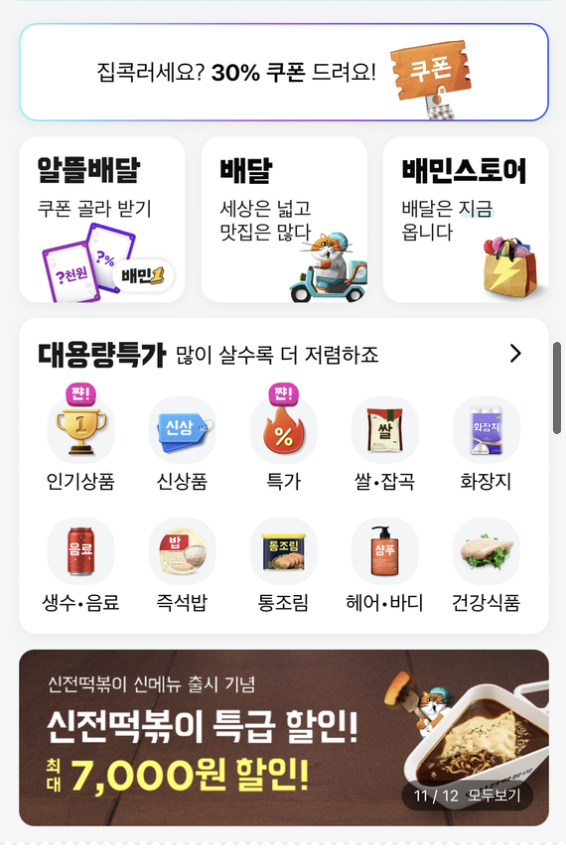 집콕러세요? 30% 쿠폰 드려요!
쿠폰
알뜰배달
쿠폰 골라 받기
?천원
?%
배민1
배달
세상은 넓고
맛집은 많다
배민스토어
배달은 지금
옵니다
대용량특가 많이 살수록 더 저렴하죠
짠!
1
인기상품
신상
신상품
짠!
%
특가
쌀
쌀•잡곡
화장지
화장지
음료
생수•음료
밥
즉석밥
통조림
통조림
샴푸
헤어•바디
건강식품
신전떡볶이 신메뉴 출시 기념
신전떡볶이 특급 할인!
최대 7,000원 할인!
11 / 12 모두보기